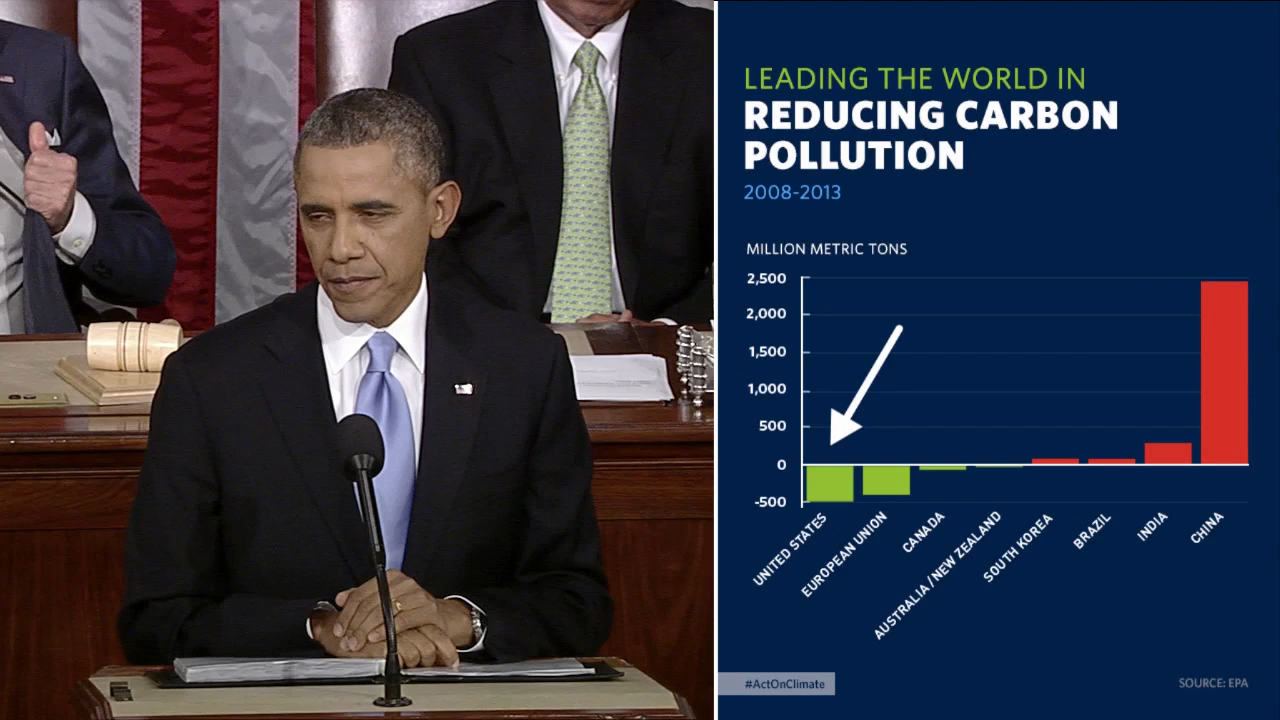 LEADING THE WORLD IN
REDUCING CARBON
POLLUTION
2008-2013
MILLION METRIC TONS
2,500
2,000
1,500
1,000
500
0
-500
UNITED STATES
EUROPEAN UNION
CANADA
AUSTRALIA / NEW ZEALAND
SOUTH KOREA
BRAZIL
INDIA
CHINA
#ActOnClimate
SOURCE: EPA